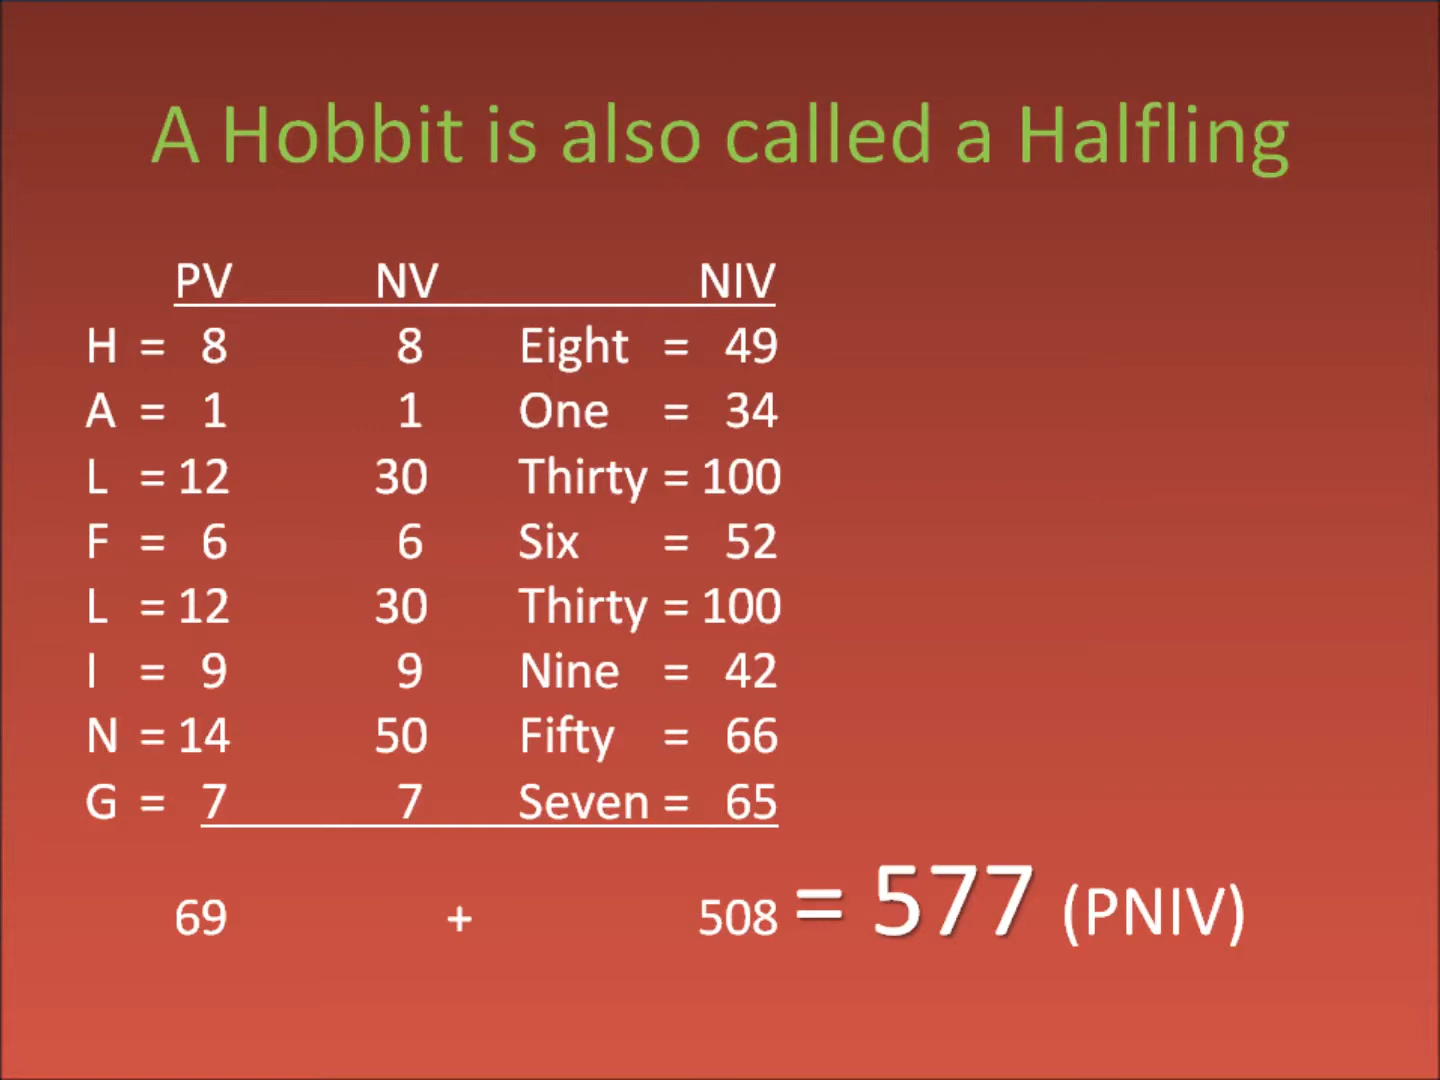 A Hobbit is also called a Halfling
PV NV NIV
H = 8 8 Eight = 49
A = 1 1 One = 34
L = 12 30 Thirty = 100
F = 6 6 Six = 52
L = 12 30 Thirty = 100
I = 9 9 Nine = 42
N = 14 50 Fifty = 66
G = 7 7 Seven = 65
69 + 508 = 577 (PNIV)